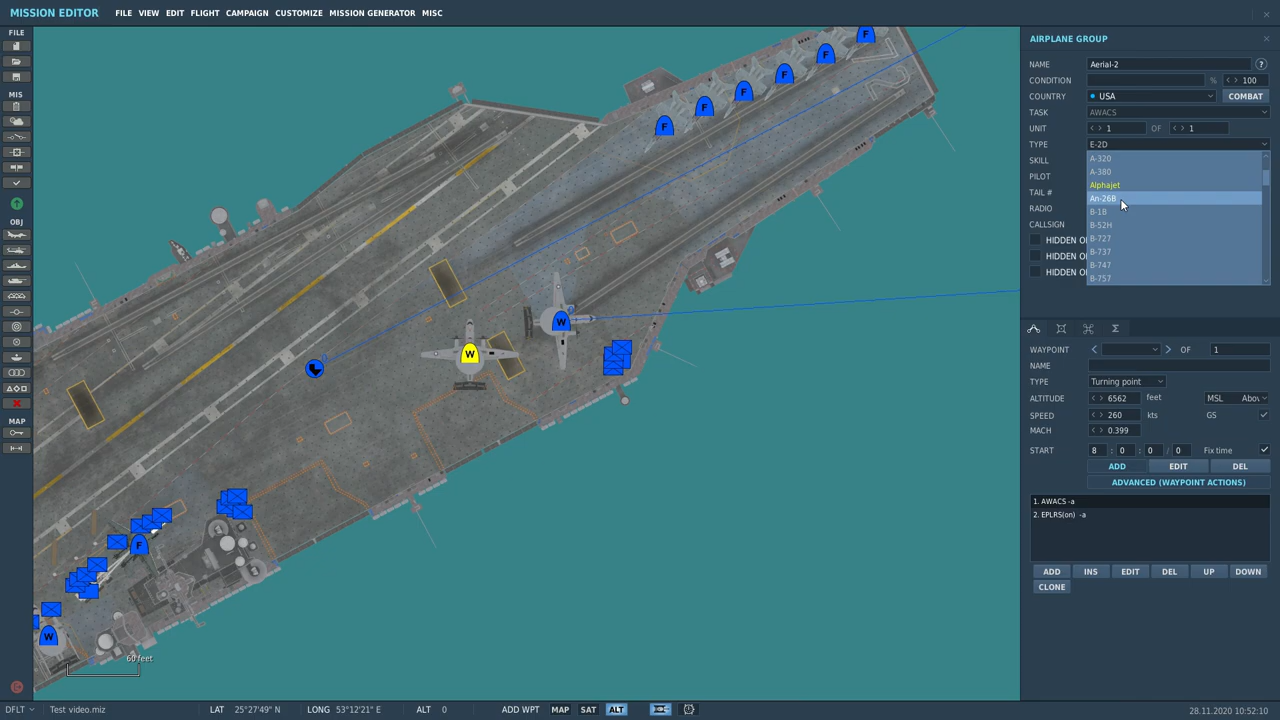 MISSION EDITOR
FILE VIEW EDIT FLIGHT CAMPAIGN CUSTOMIZE MISSION GENERATOR MISC
FILE
MIS
OBJ
MAP
F
F
F
F
F
F
W
W
F
W
60 feet
AIRPLANE GROUP
NAME Aerial-2 ?
CONDITION % < > 100
COUNTRY USA COMBAT
TASK AWACS
UNIT < > 1 OF < > 1
TYPE E-2D
SKILL
PILOT
TAIL #
RADIO
CALLSIGN
A-320
A-380
Alphajet
An-26B
B-1B
B-52H
B-727
B-737
B-747
B-757
HIDDEN O
HIDDEN O
HIDDEN O
WAYPOINT < > OF 1
NAME
TYPE Turning point
ALTITUDE < > 6562 feet MSL Abov
SPEED < > 260 kts GS
MACH < > 0.399
START 8 : 0 : 0 / 0 Fix time
ADD EDIT DEL
ADVANCED (WAYPOINT ACTIONS)
1. AWACS -a
2. EPLRS(on) -a
ADD INS EDIT DEL UP DOWN
CLONE
DFLT Test video.miz LAT 25°27'49" N LONG 53°12'21" E ALT 0 ADD WPT MAP SAT ALT 28.11.2020 10:52:10